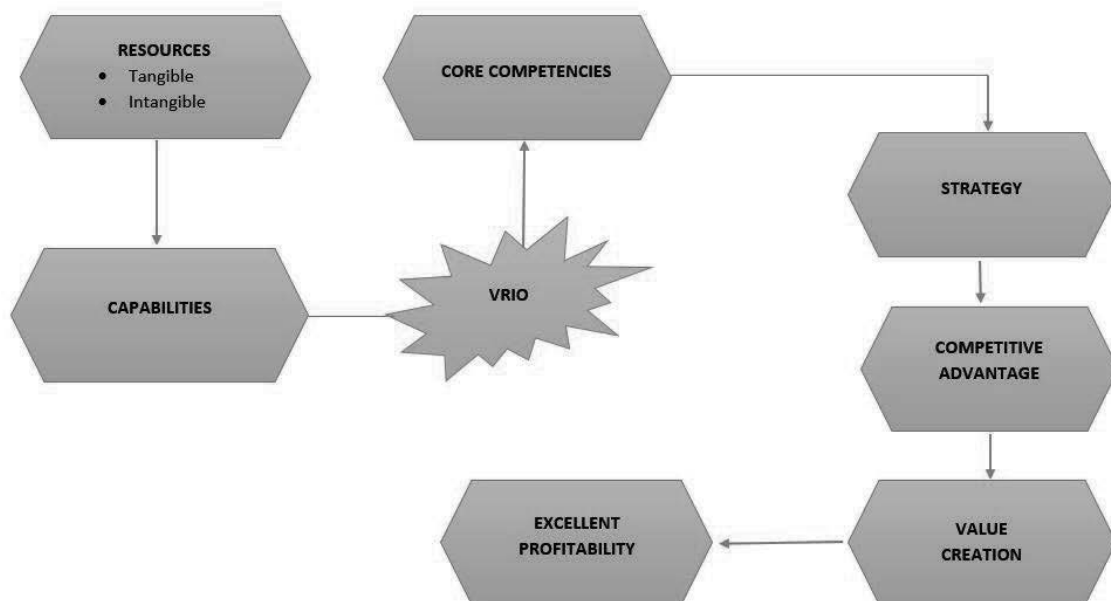 RESOURCES
• Tangible
• Intangible
CAPABILITIES
VRIO
CORE COMPETENCIES
STRATEGY
COMPETITIVE
ADVANTAGE
VALUE
CREATION
EXCELLENT
PROFITABILITY